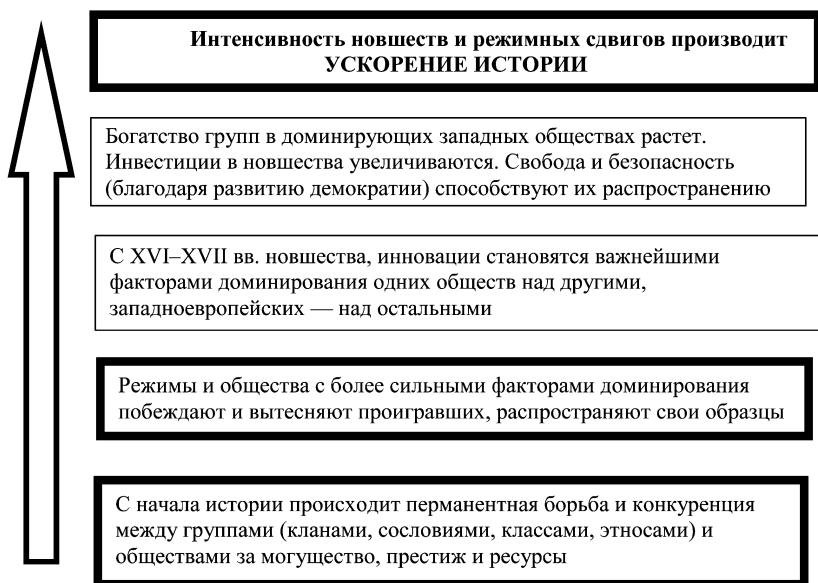 Интенсивность новшеств и режимных сдвигов производит
УСКОРЕНИЕ ИСТОРИИ
Богатство групп в доминирующих западных обществах растет.
Инвестиции в новшества увеличиваются. Свобода и безопасность
(благодаря развитию демократии) способствуют их распространению
С XVI–XVII вв. новшества, инновации становятся важнейшими
факторами доминирования одних обществ над другими,
западноевропейских — над остальными
Режимы и общества с более сильными факторами доминирования
побеждают и вытесняют проигравших, распространяют свои образцы
С начала истории происходит перманентная борьба и конкуренция
между группами (кланами, сословиями, классами, этносами) и
обществами за могущество, престиж и ресурсы